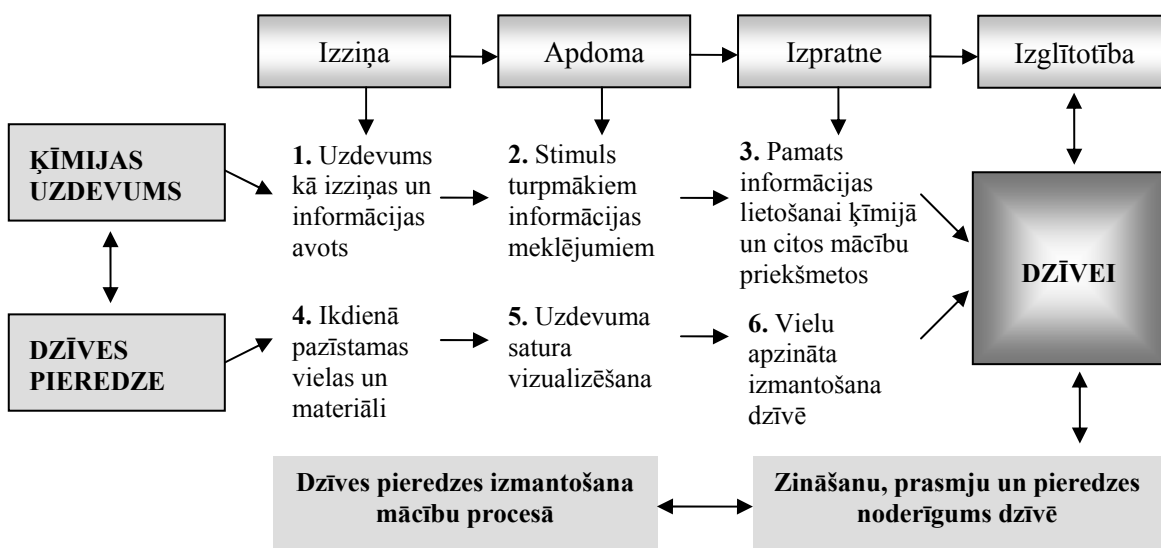 Izziņa
Apdoma
Izpratne
Izglītotība
ĶĪMIJAS
UZDEVUMS
1. Uzdevums
kā izziņas un
informācijas
avots
2. Stimuls
turpmākiem
informācijas
meklējumiem
3. Pamats
informācijas
lietošanai ķīmijā
un citos mācību
priekšmetos
DZĪVEI
DZĪVES
PIEREDZE
4. Ikdienā
pazīstamas
vielas un
materiāli
5. Uzdevuma
satura
vizualizēšana
6. Vielu
apzināta
izmantošana
dzīvē
Dzīves pieredzes izmantošana
mācību procesā
Zināšanu, prasmju un pieredzes
noderīgums dzīvē